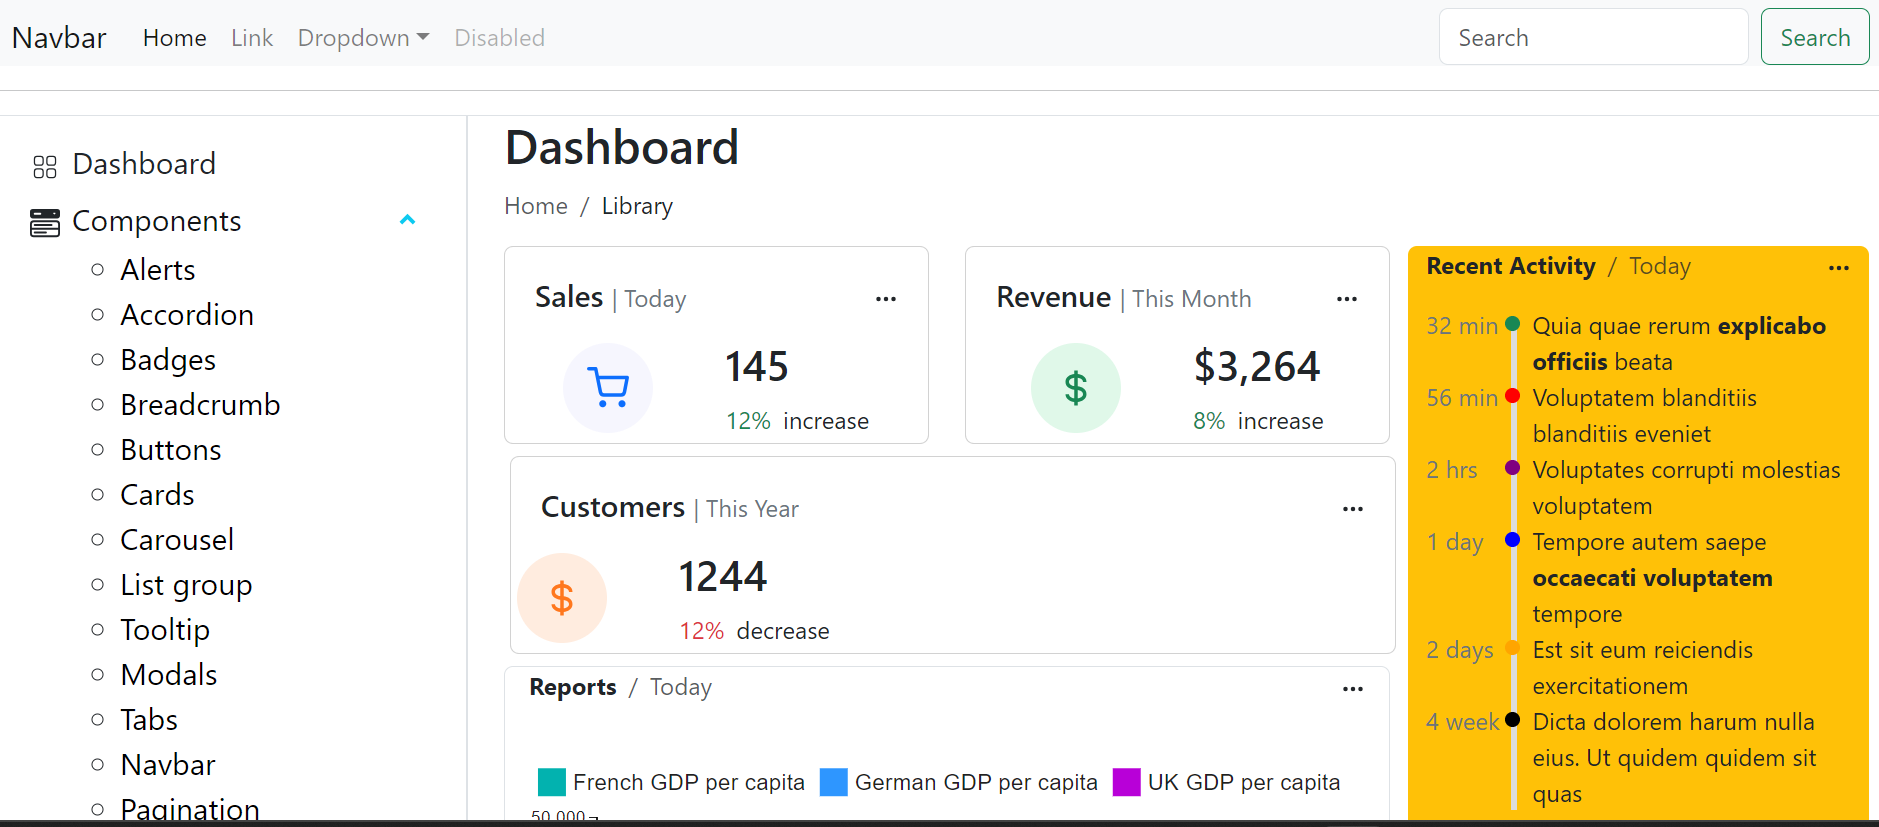 Navbar Home Link Dropdown Disabled Search Search
Dashboard
Components
Alerts
Accordion
Badges
Breadcrumb
Buttons
Cards
Carousel
List group
Tooltip
Modals
Tabs
Navbar
Pagination
Dashboard
Home / Library
Sales | Today
145
12% increase
Revenue | This Month
$3,264
8% increase
Customers | This Year
1244
12% decrease
Reports / Today
French GDP per capita German GDP per capita UK GDP per capita
50,000
Recent Activity / Today
32 min Quia quae rerum explicabo
officiis beata
56 min Voluptatem blanditiis
blanditiis eveniet
2 hrs Voluptates corrupti molestias
voluptatem
1 day Tempore autem saepe
occaecati voluptatem
tempore
2 days Est sit eum reiciendis
exercitationem
4 week Dicta dolorem harum nulla
eius. Ut quidem quidem sit
quas